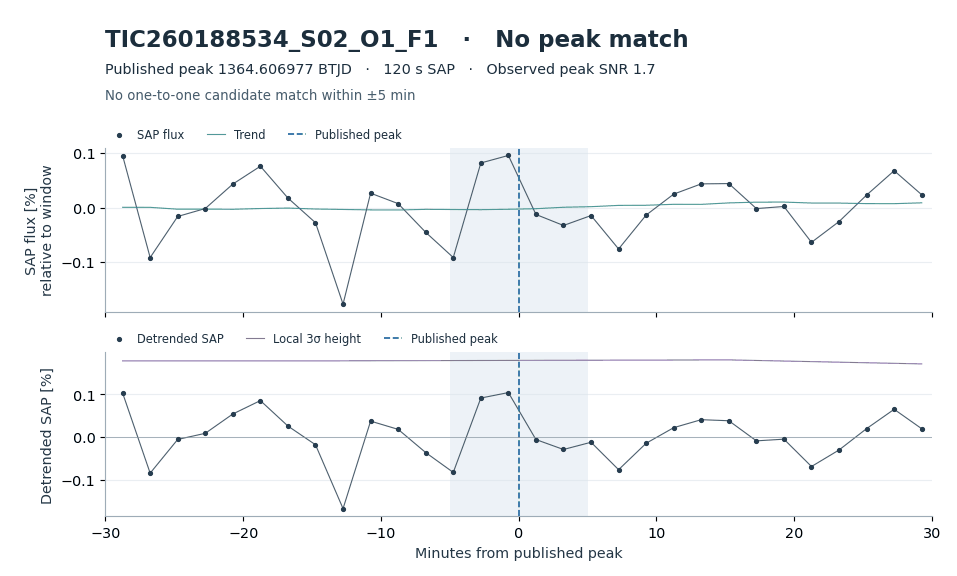 TIC260188534_S02_O1_F1 · No peak match
Published peak 1364.606977 BTJD · 120 s SAP · Observed peak SNR 1.7
No one-to-one candidate match within ±5 min
SAP flux Trend Published peak
0.1
0.0
−0.1
SAP flux [%]
relative to window
Detrended SAP Local 3σ height Published peak
0.1
0.0
−0.1
Detrended SAP [%]
−30 −20 −10 0 10 20 30
Minutes from published peak